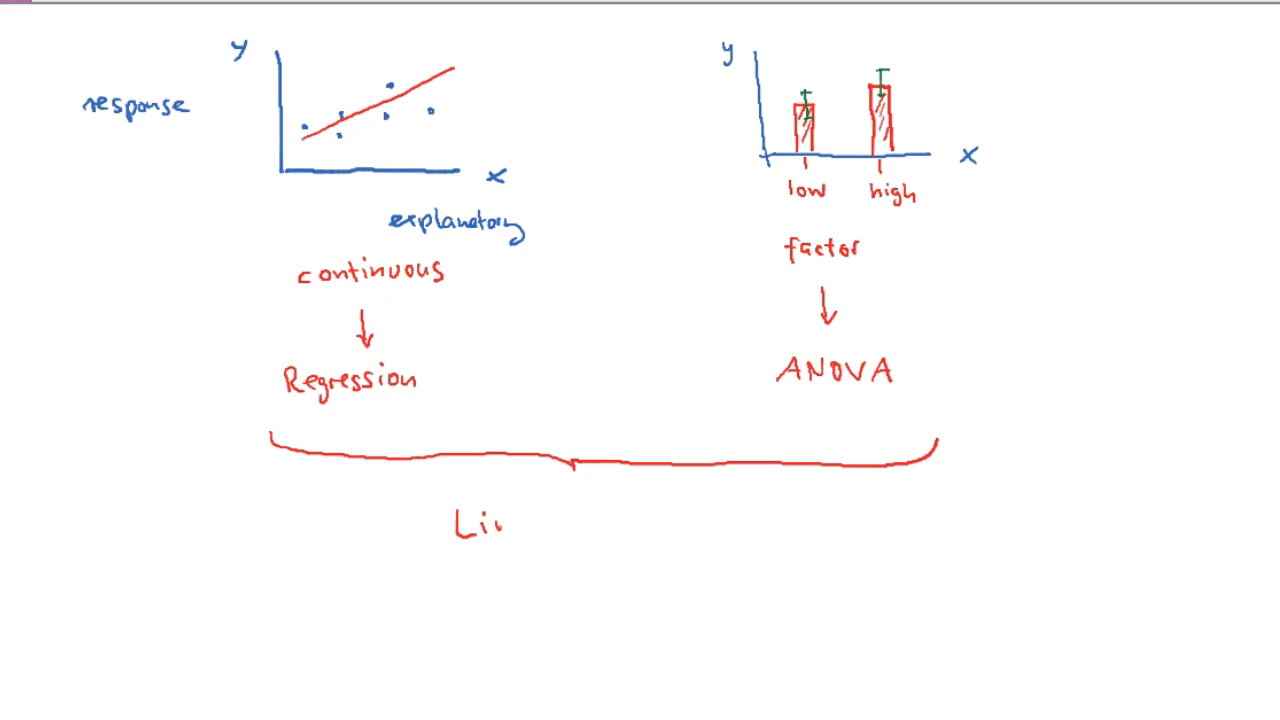 y
response
x
explanatory
continuous
Regression
y
x
low high
factor
ANOVA
Li